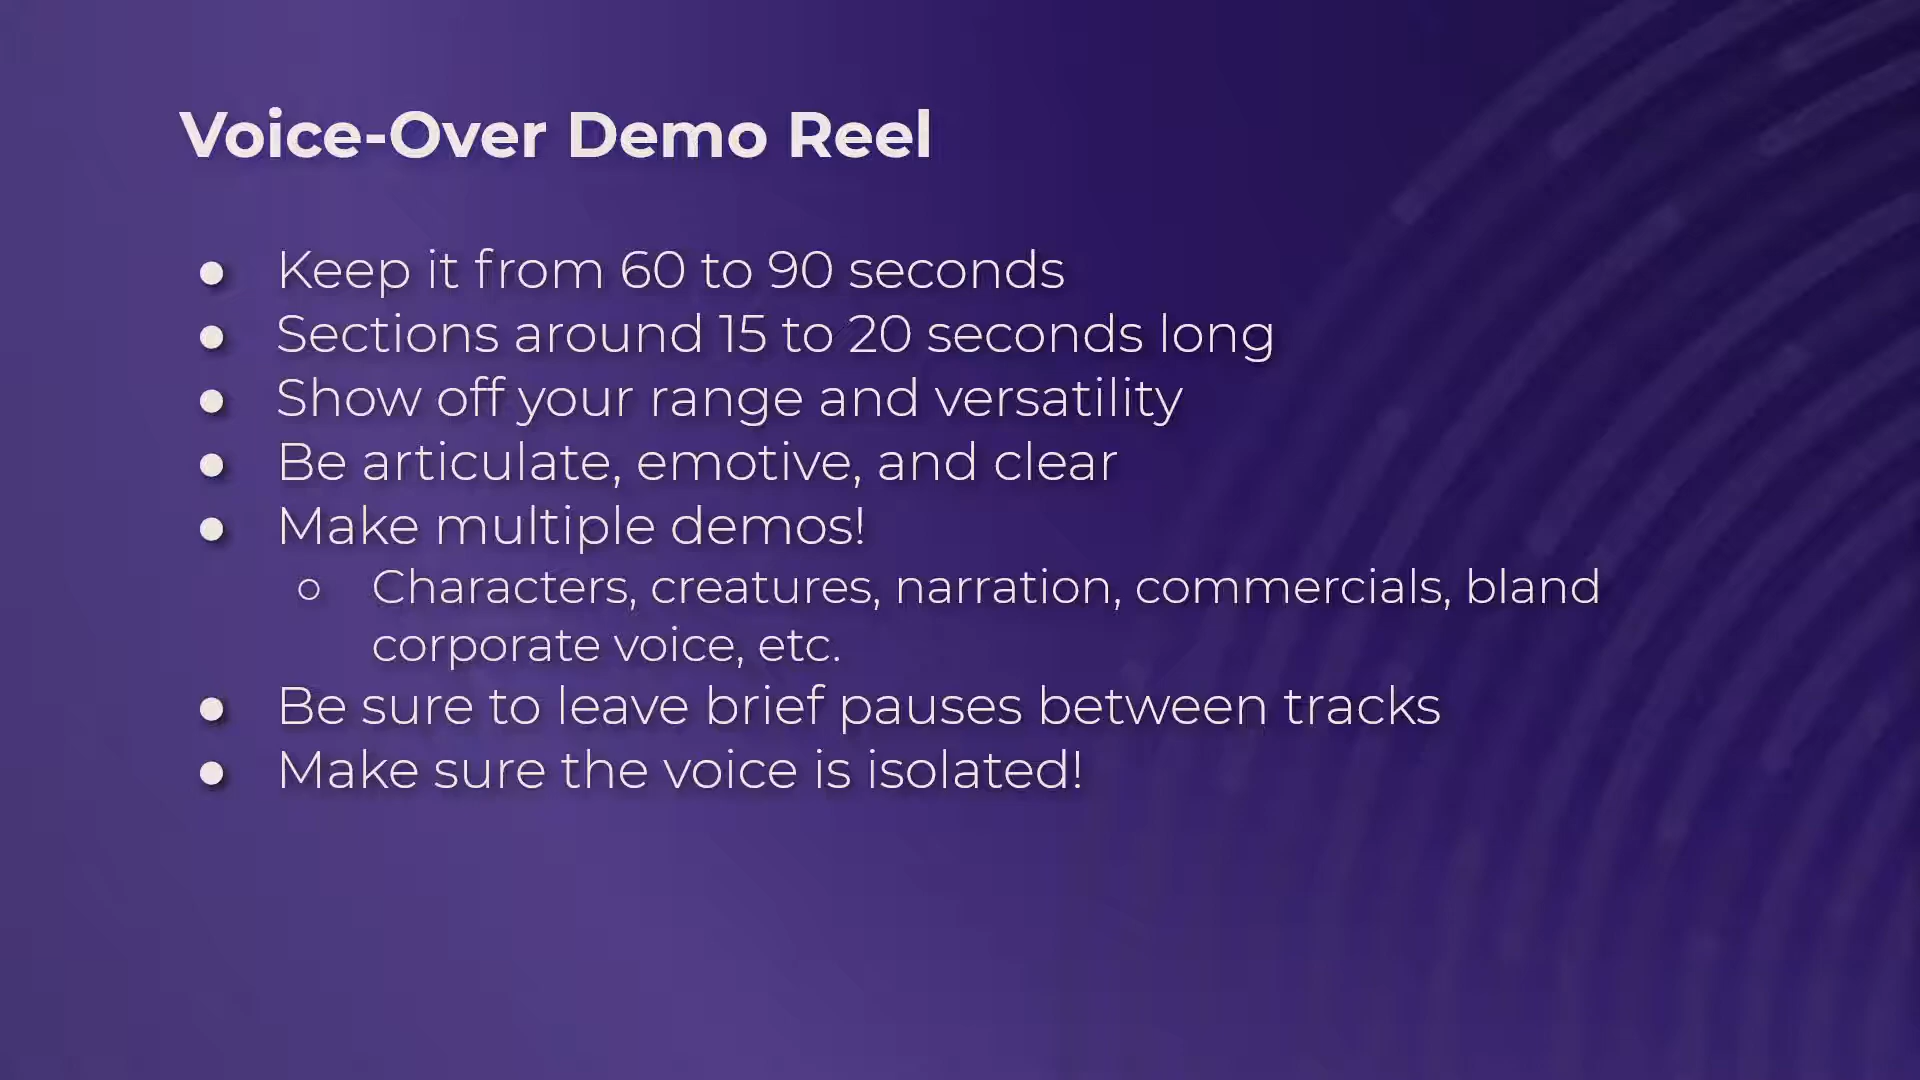 Voice-Over Demo Reel
● Keep it from 60 to 90 seconds
● Sections around 15 to 20 seconds long
● Show off your range and versatility
● Be articulate, emotive, and clear
● Make multiple demos!
○ Characters, creatures, narration, commercials, bland
corporate voice, etc.
● Be sure to leave brief pauses between tracks
● Make sure the voice is isolated!